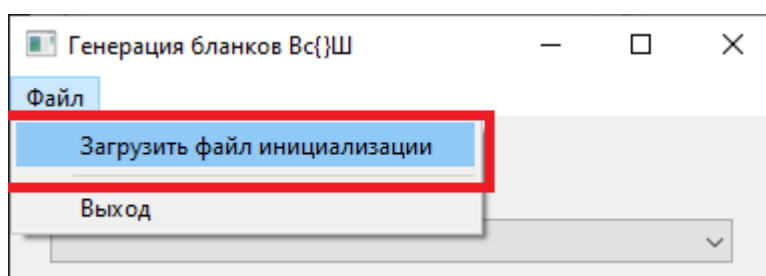 Генерация бланков Вс{}Ш
Файл
Загрузить файл инициализации
Выход